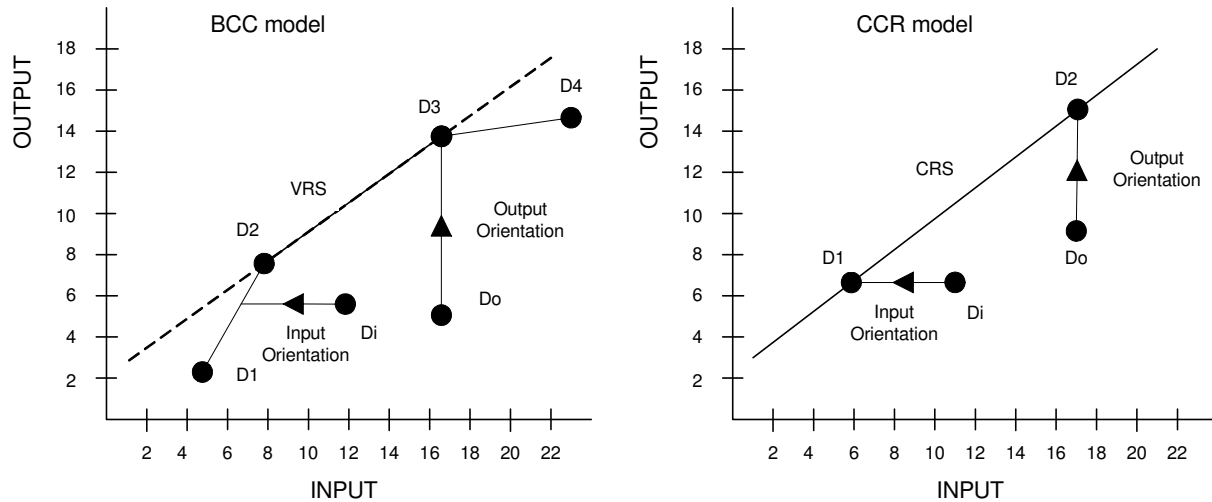 BCC model
OUTPUT
18
16
14
12
10
8
6
4
2
D4
D3
VRS
D2
Output
Orientation
Do
Di
Input
Orientation
D1
2 4 6 8 10 12 14 16 18 20 22
INPUT
CCR model
OUTPUT
18
16
14
12
10
8
6
4
2
D2
CRS
Output
Orientation
D1
Do
Di
Input
Orientation
2 4 6 8 10 12 14 16 18 20 22
INPUT